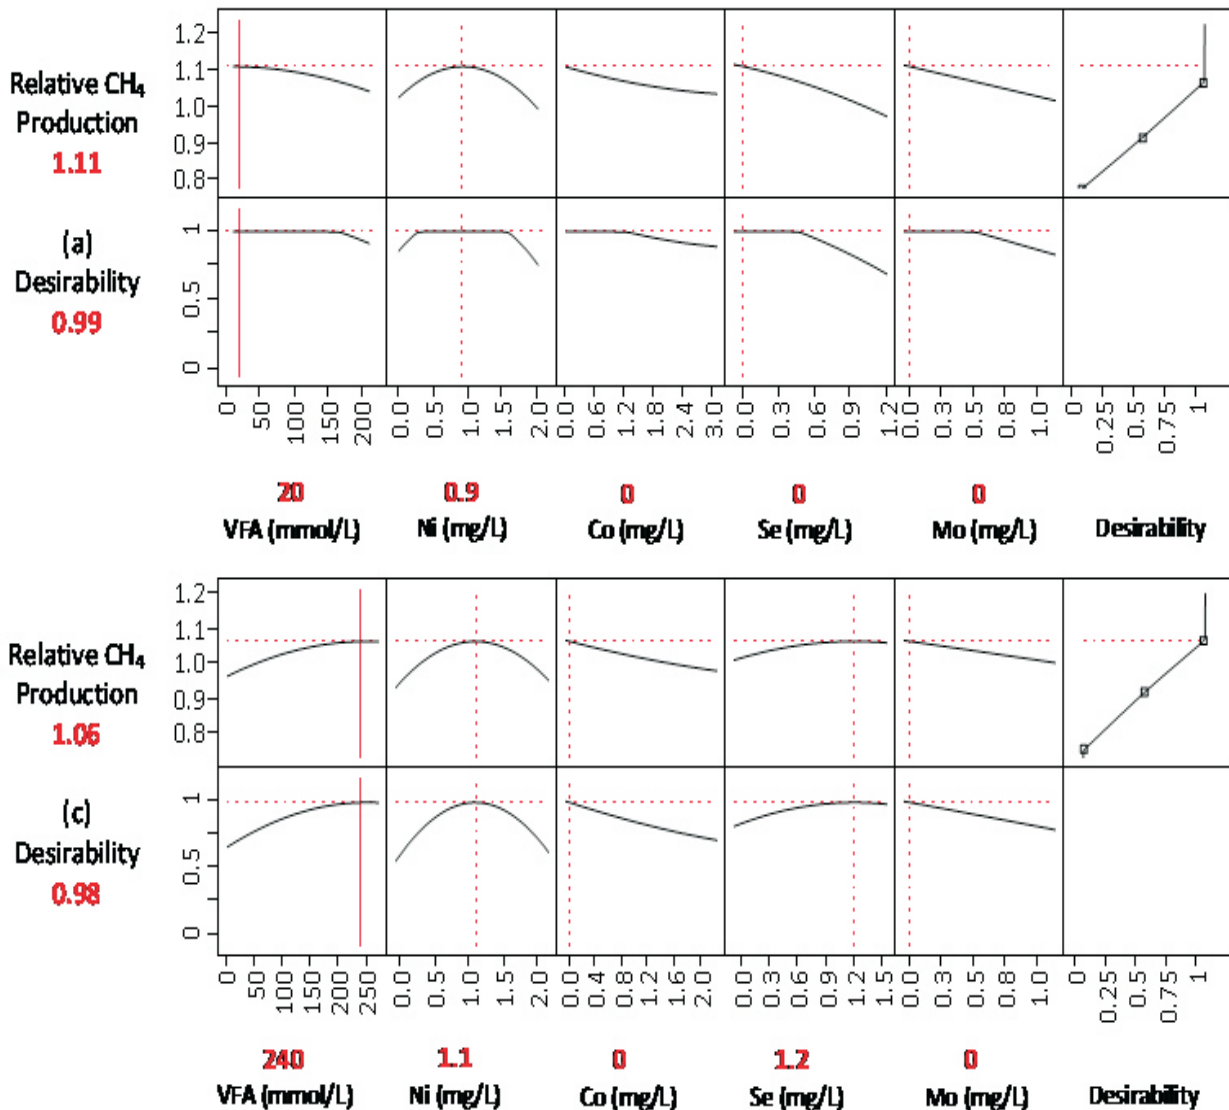 1.2
1.1
1.0
0.9
0.8
Relative CH₄
Production
1.11
1
0.5
0
(a)
Desirability
0.99
0 50 100 150 200
0.0 0.5 1.0 1.5 2.0
0.0 0.6 1.2 1.8 2.4 3.0
0.0 0.3 0.6 0.9 1.2
0.0 0.3 0.5 0.8 1.0
0 0.25 0.5 0.75 1
20 0.9 0 0 0
VFA (mmol/L) Ni (mg/L) Co (mg/L) Se (mg/L) Mo (mg/L) Desirability
1.2
1.1
1.0
0.9
0.8
Relative CH₄
Production
1.06
1
0.5
0
(c)
Desirability
0.98
0 50 100 150 200 250
0.0 0.5 1.0 1.5 2.0
0.0 0.4 0.8 1.2 1.6 2.0
0.0 0.3 0.6 0.9 1.2 1.5
0.0 0.3 0.5 0.8 1.0
0 0.25 0.5 0.75 1
240 1.1 0 1.2 0
VFA (mmol/L) Ni (mg/L) Co (mg/L) Se (mg/L) Mo (mg/L) Desirability